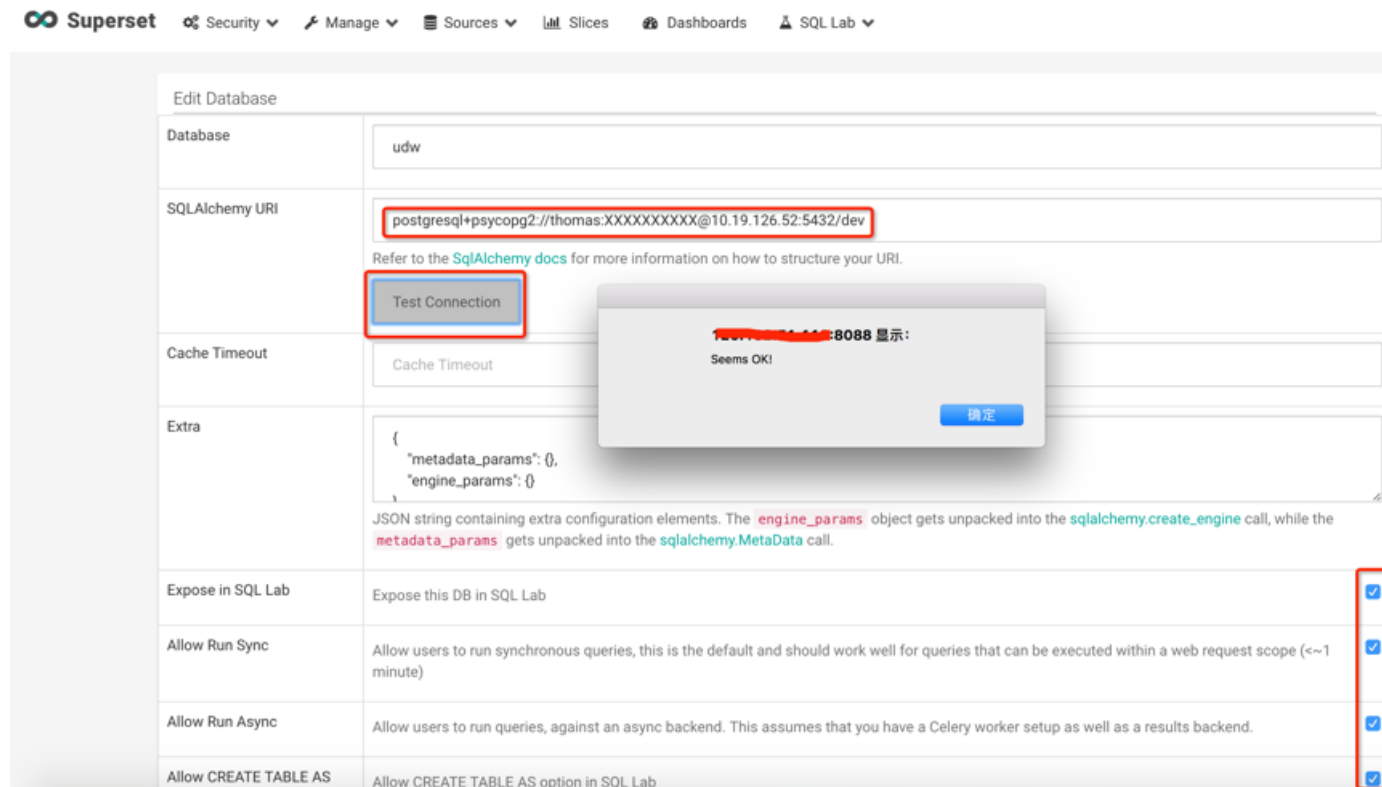 Superset Security Manage Sources Slices Dashboards SQL Lab
Edit Database
Database
udw
SQLAlchemy URI
postgresql+psycopg2://thomas:XXXXXXXXXX@10.19.126.52:5432/dev
Refer to the SqlAlchemy docs for more information on how to structure your URI.
Test Connection
:8088 显示：
Seems OK!
确定
Cache Timeout
Cache Timeout
Extra
{
"metadata_params": {},
"engine_params": {}
}
JSON string containing extra configuration elements. The engine_params object gets unpacked into the sqlalchemy.create_engine call, while the
metadata_params gets unpacked into the sqlalchemy.MetaData call.
Expose in SQL Lab
Expose this DB in SQL Lab
Allow Run Sync
Allow users to run synchronous queries, this is the default and should work well for queries that can be executed within a web request scope (<~1
minute)
Allow Run Async
Allow users to run queries, against an async backend. This assumes that you have a Celery worker setup as well as a results backend.
Allow CREATE TABLE AS
Allow CREATE TABLE AS option in SQL Lab